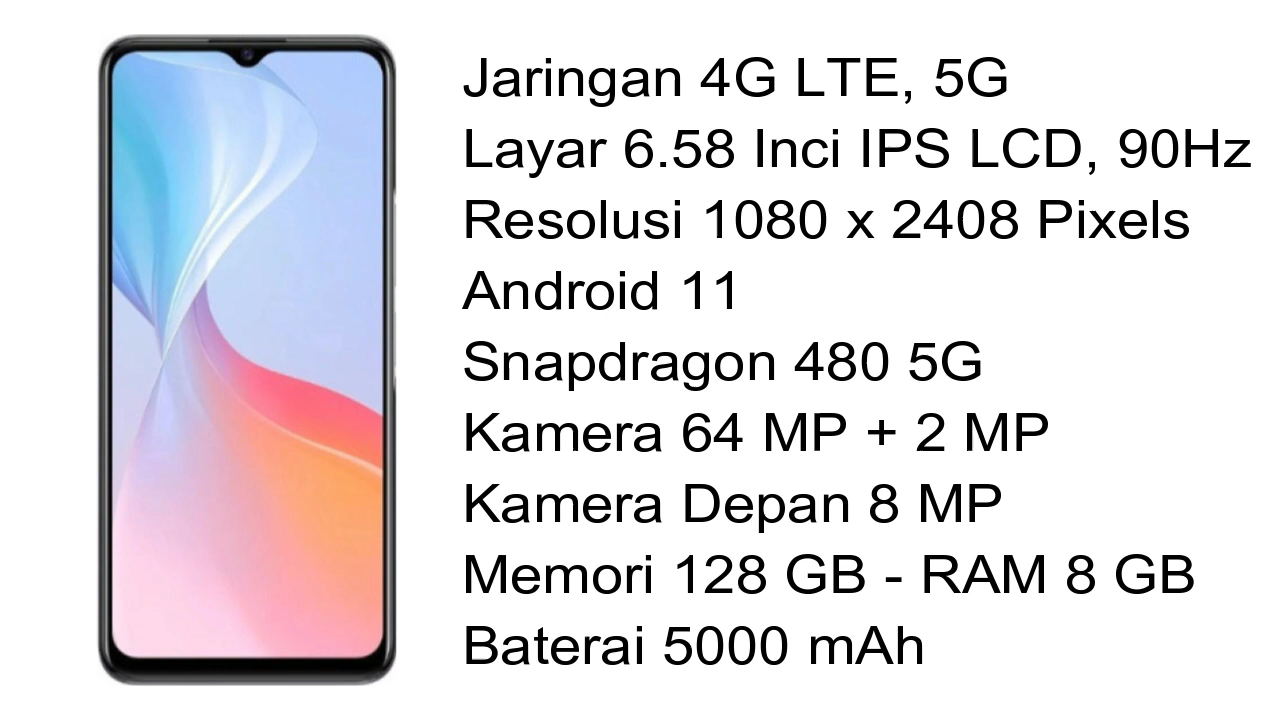 Jaringan 4G LTE, 5G
Layar 6.58 Inci IPS LCD, 90Hz
Resolusi 1080 x 2408 Pixels
Android 11
Snapdragon 480 5G
Kamera 64 MP + 2 MP
Kamera Depan 8 MP
Memori 128 GB - RAM 8 GB
Baterai 5000 mAh